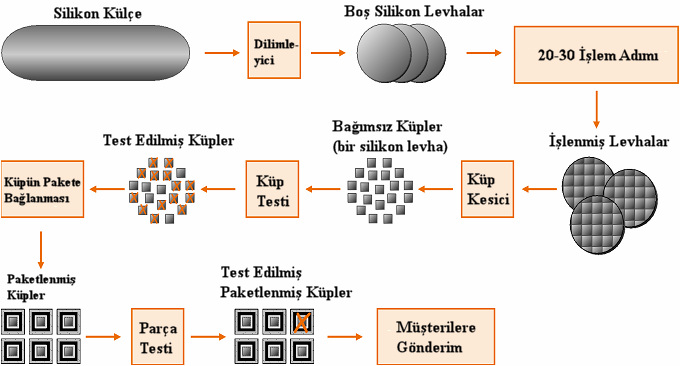 Silikon Külçe
Dilimle-
yici
Boş Silikon Levhalar
20-30 İşlem Adımı
İşlenmiş Levhalar
Küp
Kesici
Bağımsız Küpler
(bir silikon levha)
Küp
Testi
Test Edilmiş Küpler
Küpün Pakete
Bağlanması
Paketlenmiş
Küpler
Parça
Testi
Test Edilmiş
Paketlenmiş Küpler
Müşterilere
Gönderim